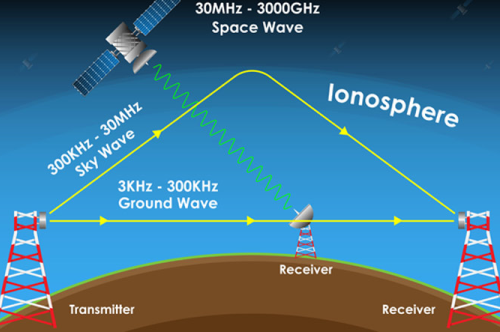 30MHz - 3000GHz
Space Wave
Ionosphere
300KHz - 30MHz
Sky Wave
3KHz - 300KHz
Ground Wave
Receiver
Transmitter
Receiver